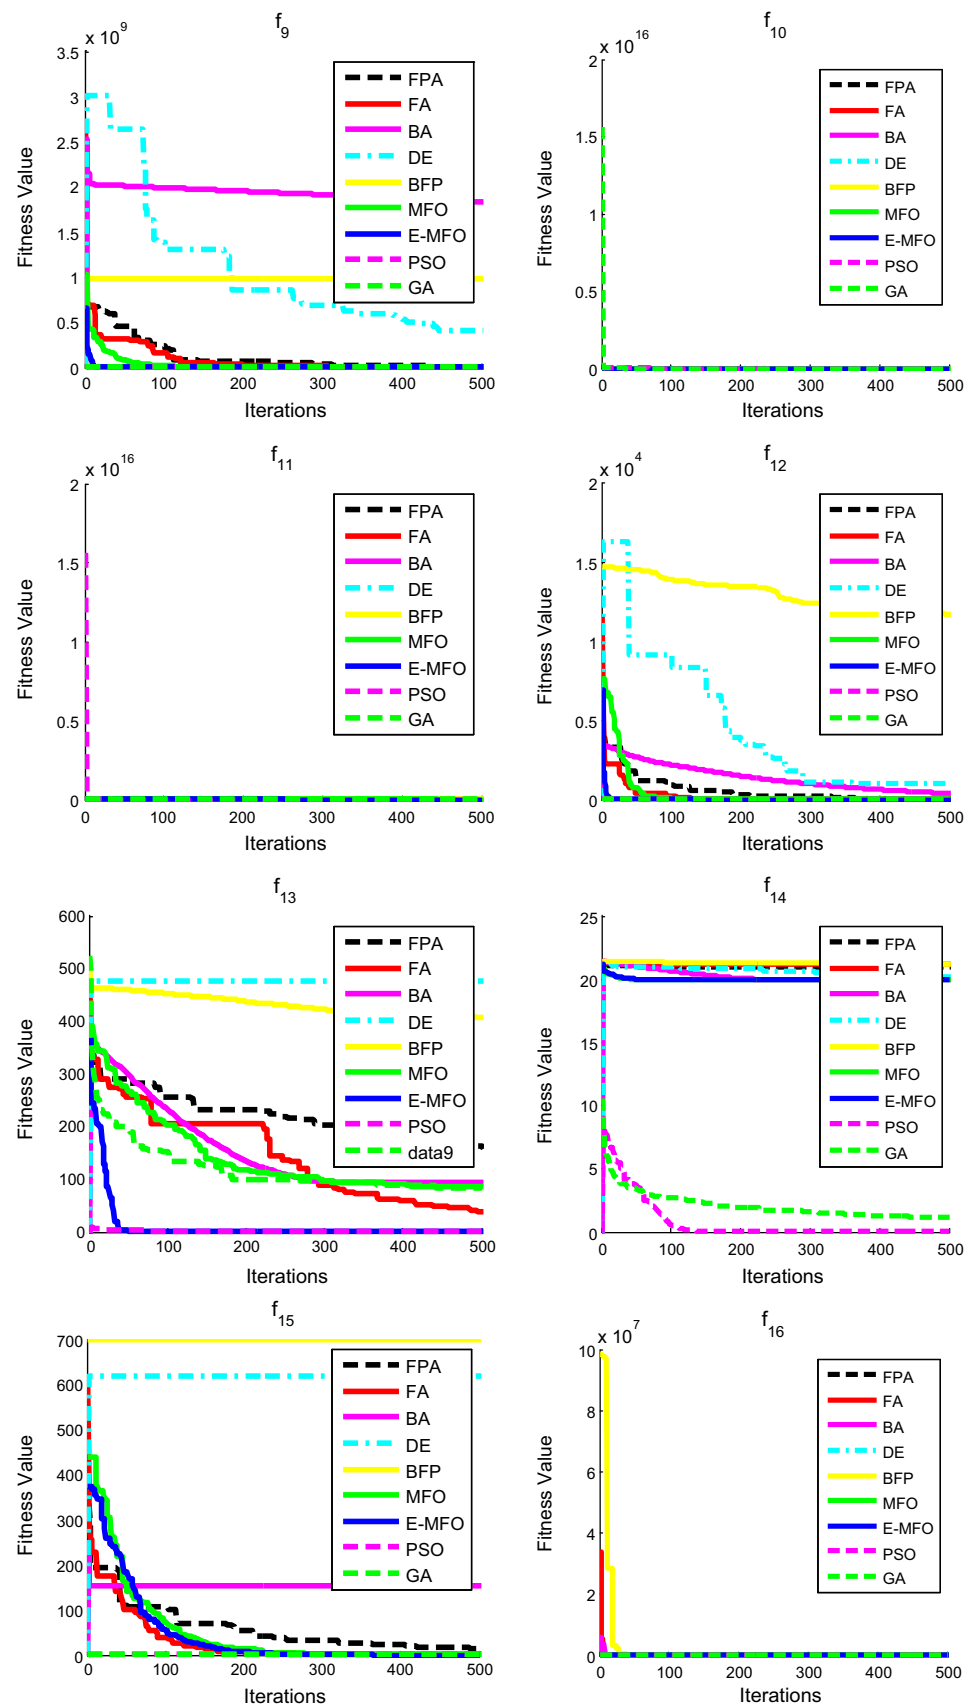 f9
x 10^9
3.5
3
2.5
2
1.5
1
0.5
0
0 100 200 300 400 500
Fitness Value
Iterations
FPA
FA
BA
DE
BFP
MFO
E-MFO
PSO
GA
f10
x 10^16
2
1.5
1
0.5
0
0 100 200 300 400 500
Fitness Value
Iterations
FPA
FA
BA
DE
BFP
MFO
E-MFO
PSO
GA
f11
x 10^16
2
1.5
1
0.5
0
0 100 200 300 400 500
Fitness Value
Iterations
FPA
FA
BA
DE
BFP
MFO
E-MFO
PSO
GA
f12
x 10^4
2
1.5
1
0.5
0
0 100 200 300 400 500
Fitness Value
Iterations
FPA
FA
BA
DE
BFP
MFO
E-MFO
PSO
GA
f13
600
500
400
300
200
100
0
0 100 200 300 400 500
Fitness Value
Iterations
FPA
FA
BA
DE
BFP
MFO
E-MFO
PSO
data9
f14
25
20
15
10
5
0
0 100 200 300 400 500
Fitness Value
Iterations
FPA
FA
BA
DE
BFP
MFO
E-MFO
PSO
GA
f15
700
600
500
400
300
200
100
0
0 100 200 300 400 500
Fitness Value
Iterations
FPA
FA
BA
DE
BFP
MFO
E-MFO
PSO
GA
f16
x 10^7
10
8
6
4
2
0
0 100 200 300 400 500
Fitness Value
Iterations
FPA
FA
BA
DE
BFP
MFO
E-MFO
PSO
GA